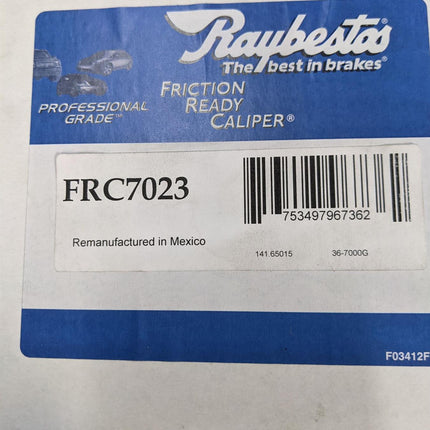 Raybestos®
The best in brakes®
PROFESSIONAL
GRADE™
FRICTION
READY
CALIPER®
FRC7023
753497967362
Remanufactured in Mexico
141.65015
36-7000G
F03412F